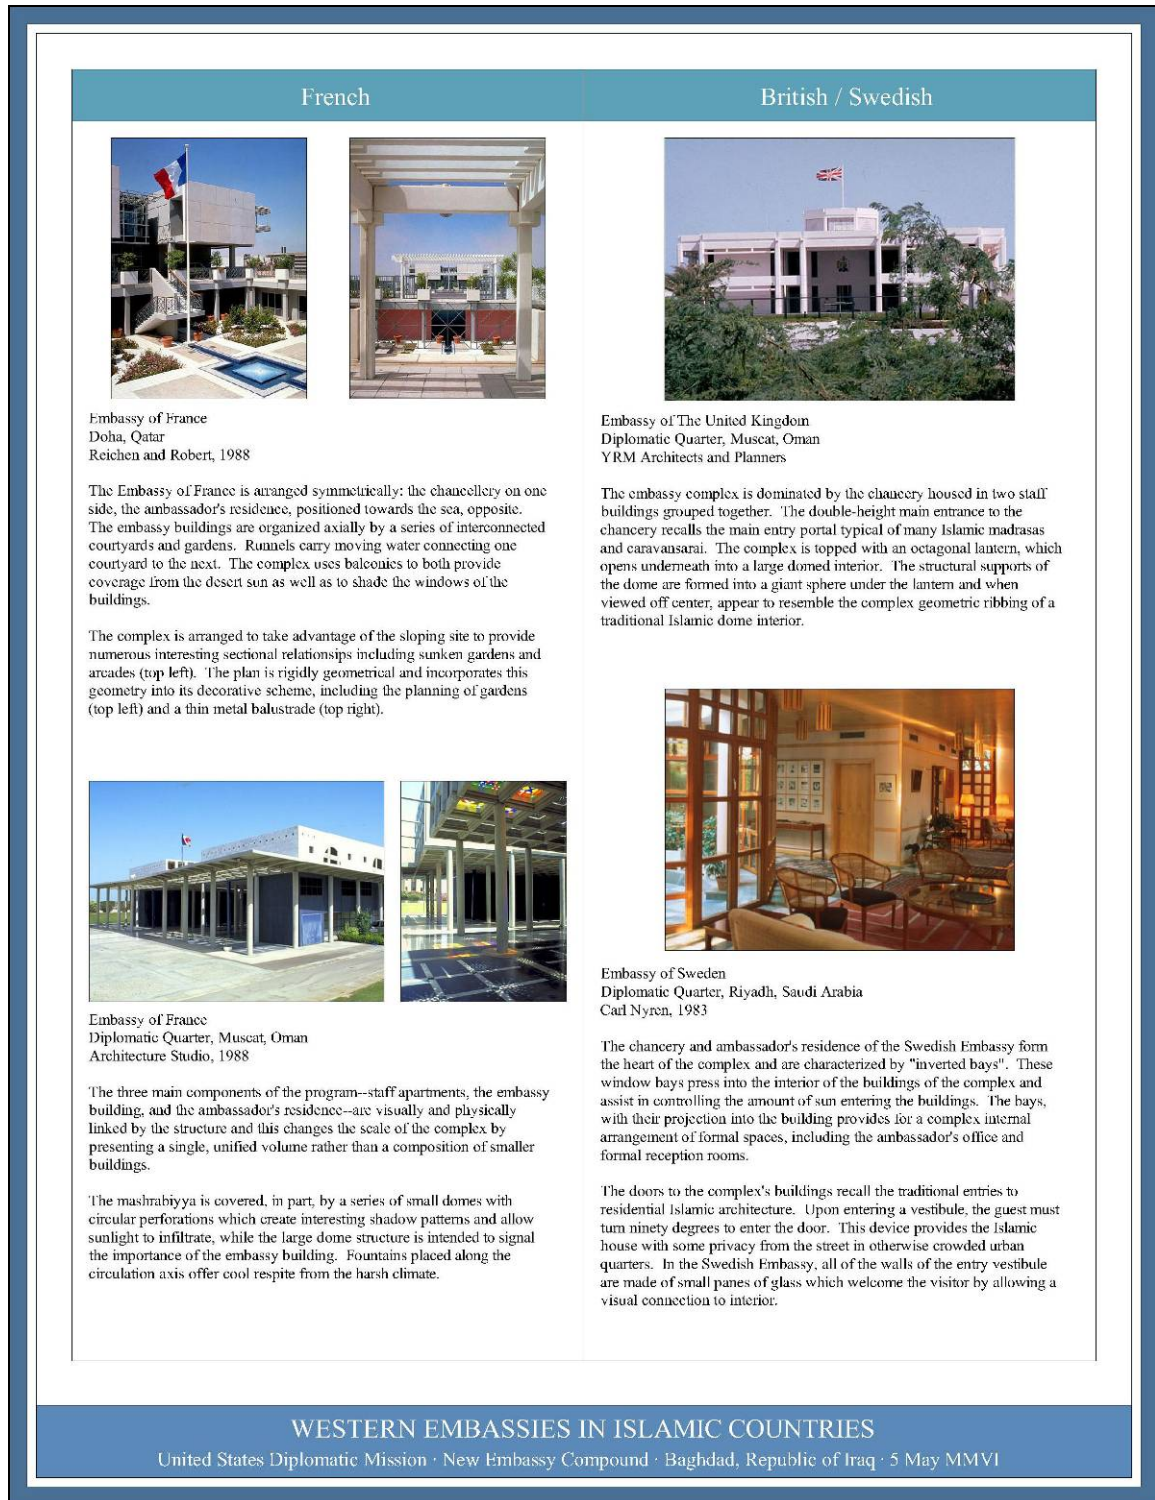 French
Embassy of France
Doha, Qatar
Reichen and Robert, 1988
The Embassy of France is arranged symmetrically: the chancellery on one
side, the ambassador's residence, positioned towards the sea, opposite.
The embassy buildings are organized axially by a series of interconnected
courtyards and gardens. Runnels carry moving water connecting one
courtyard to the next. The complex uses balconies to both provide
coverage from the desert sun as well as to shade the windows of the
buildings.
The complex is arranged to take advantage of the sloping site to provide
numerous interesting sectional relationsips including sunken gardens and
arcades (top left). The plan is rigidly geometrical and incorporates this
geometry into its decorative scheme, including the planning of gardens
(top left) and a thin metal balustrade (top right).
Embassy of France
Diplomatic Quarter, Muscat, Oman
Architecture Studio, 1988
The three main components of the program--staff apartments, the embassy
building, and the ambassador's residence--are visually and physically
linked by the structure and this changes the scale of the complex by
presenting a single, unified volume rather than a composition of smaller
buildings.
The mashrabiyya is covered, in part, by a series of small domes with
circular perforations which create interesting shadow patterns and allow
sunlight to infiltrate, while the large dome structure is intended to signal
the importance of the embassy building. Fountains placed along the
circulation axis offer cool respite from the harsh climate.
British / Swedish
Embassy of The United Kingdom
Diplomatic Quarter, Muscat, Oman
YRM Architects and Planners
The embassy complex is dominated by the chancery housed in two staff
buildings grouped together. The double-height main entrance to the
chancery recalls the main entry portal typical of many Islamic madrasas
and caravansarai. The complex is topped with an octagonal lantern, which
opens underneath into a large domed interior. The structural supports of
the dome are formed into a giant sphere under the lantern and when
viewed off center, appear to resemble the complex geometric ribbing of a
traditional Islamic dome interior.
Embassy of Sweden
Diplomatic Quarter, Riyadh, Saudi Arabia
Carl Nyren, 1983
The chancery and ambassador's residence of the Swedish Embassy form
the heart of the complex and are characterized by "inverted bays". These
window bays press into the interior of the buildings of the complex and
assist in controlling the amount of sun entering the buildings. The bays,
with their projection into the building provides for a complex internal
arrangement of formal spaces, including the ambassador's office and
formal reception rooms.
The doors to the complex's buildings recall the traditional entries to
residential Islamic architecture. Upon entering a vestibule, the guest must
turn ninety degrees to enter the door. This device provides the Islamic
house with some privacy from the street in otherwise crowded urban
quarters. In the Swedish Embassy, all of the walls of the entry vestibule
are made of small panes of glass which welcome the visitor by allowing a
visual connection to interior.
WESTERN EMBASSIES IN ISLAMIC COUNTRIES
United States Diplomatic Mission · New Embassy Compound · Baghdad, Republic of Iraq · 5 May MMVI